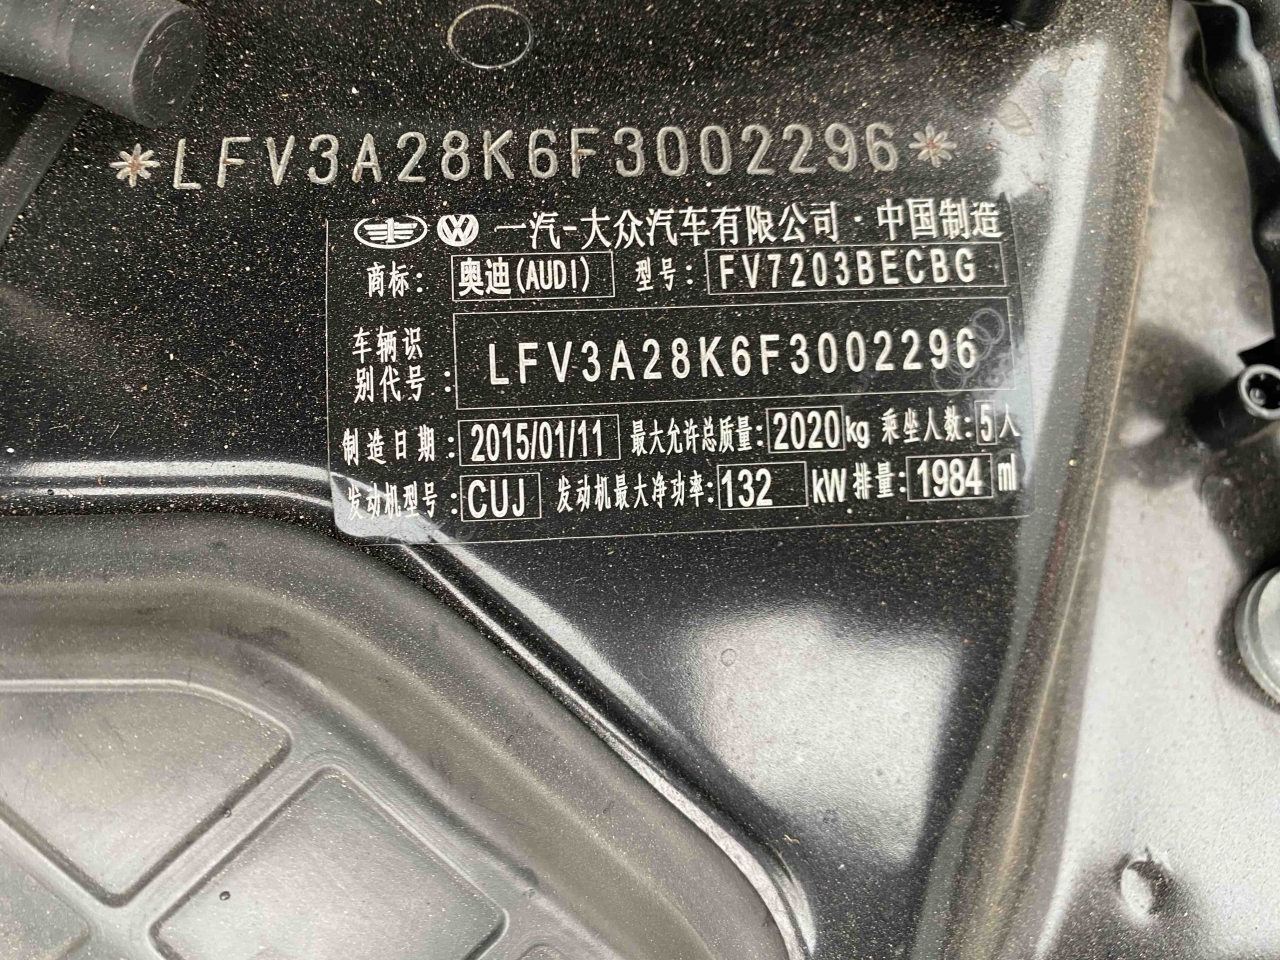 *LFV3A28K6F3002296*
一汽-大众汽车有限公司·中国制造
商标: 奥迪(AUDI) 型号: FV7203BECBG
车辆识别代号: LFV3A28K6F3002296
制造日期: 2015/01/11 最大允许总质量: 2020kg 乘坐人数: 5人
发动机型号: CUJ 发动机最大净功率: 132 kW 排量: 1984 ml